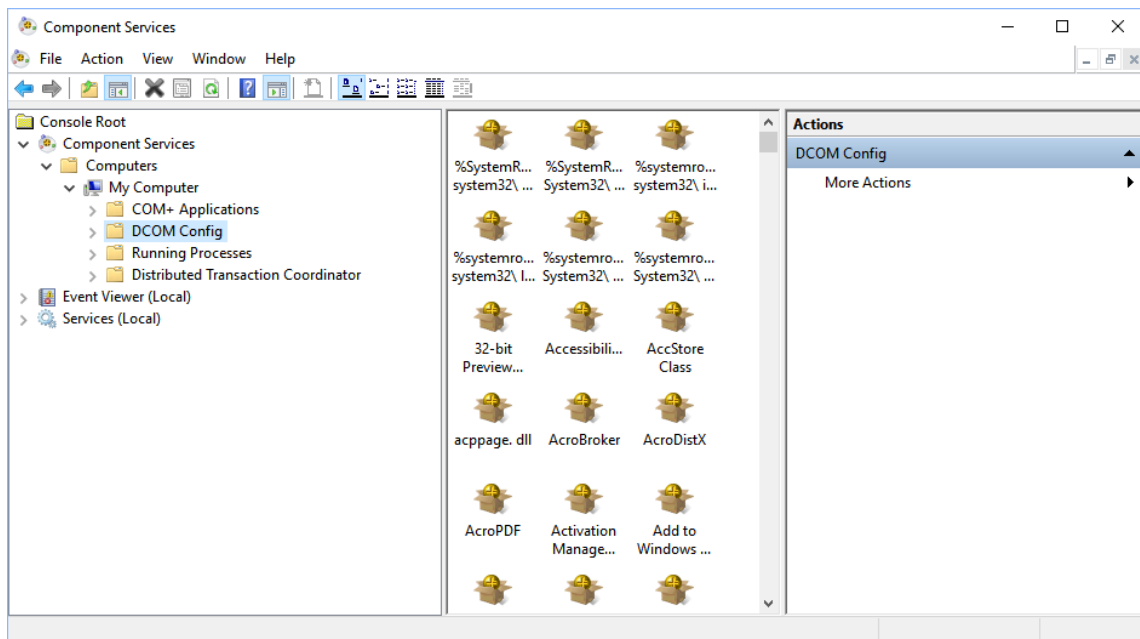 Component Services
File Action View Window Help
Console Root
Component Services
Computers
My Computer
COM+ Applications
DCOM Config
Running Processes
Distributed Transaction Coordinator
Event Viewer (Local)
Services (Local)
%SystemR... %SystemR... %systemro...
system32\ ... System32\ ... system32\ i...
%systemro... %systemro... %systemro...
system32\ I... System32\ ... System32\ ...
32-bit Accessibili... AccStore
Preview... Class
acppage. dll AcroBroker AcroDistX
AcroPDF Activation Add to
Manage... Windows ...
Actions
DCOM Config
More Actions